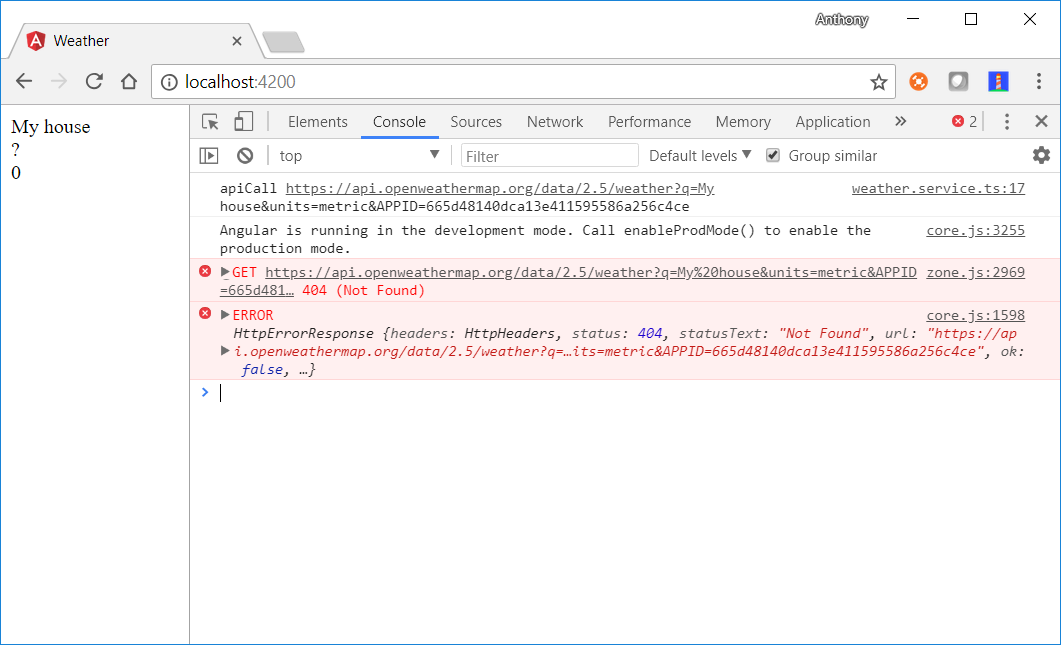 Anthony
Weather
localhost:4200
My house
?
0
Elements Console Sources Network Performance Memory Application » 2
top Filter Default levels Group similar
apiCall https://api.openweathermap.org/data/2.5/weather?q=My weather.service.ts:17
house&units=metric&APPID=665d48140dca13e411595586a256c4ce
Angular is running in the development mode. Call enableProdMode() to enable the core.js:3255
production mode.
GET https://api.openweathermap.org/data/2.5/weather?q=My%20house&units=metric&APPID zone.js:2969
=665d481… 404 (Not Found)
ERROR core.js:1598
HttpErrorResponse {headers: HttpHeaders, status: 404, statusText: "Not Found", url: "https://ap
i.openweathermap.org/data/2.5/weather?q=…its=metric&APPID=665d48140dca13e411595586a256c4ce", ok:
false, …}